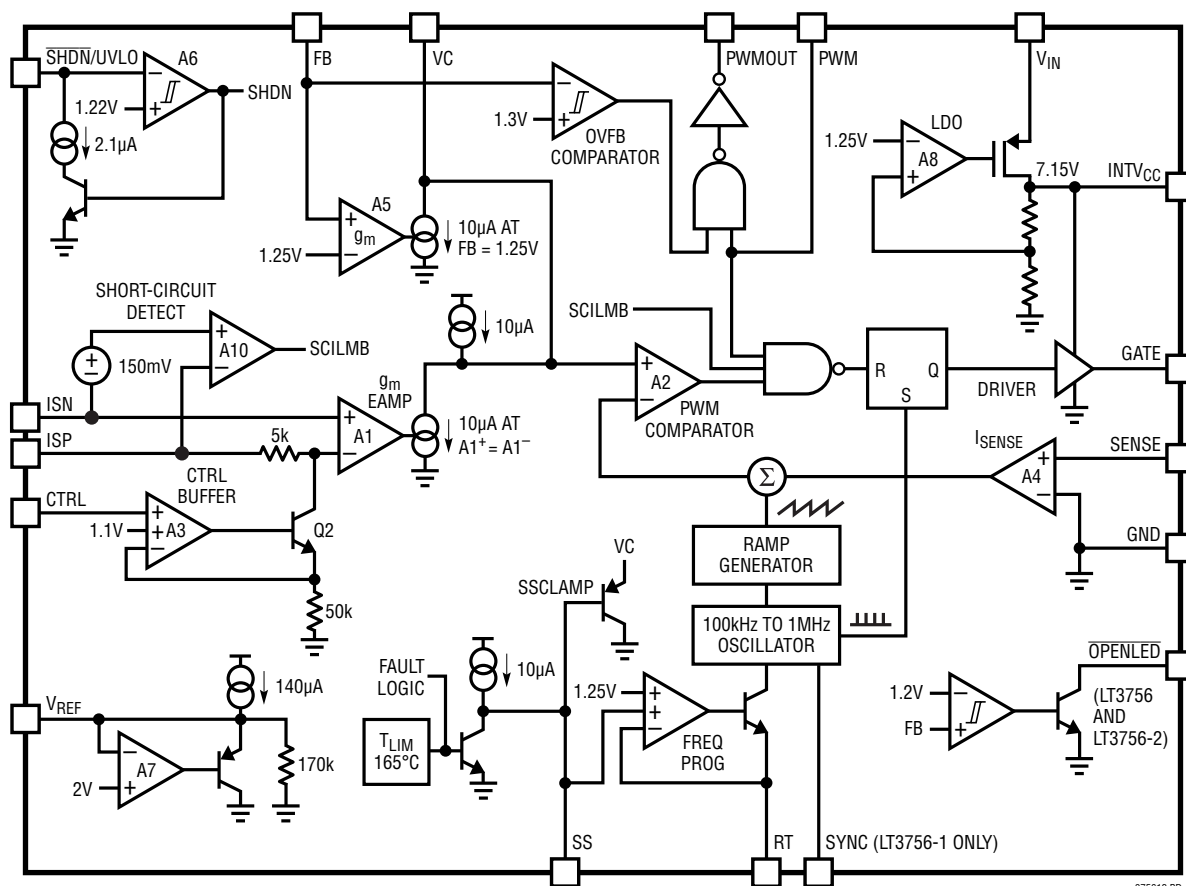 SHDN/UVLO
A6
FB
VC
PWMOUT
PWM
VIN
−
+
1.22V
SHDN
2.1µA
−
+
1.3V
OVFB
COMPARATOR
LDO
1.25V
−
+
A8
7.15V
INTVCC
A5
+
gm
−
1.25V
10µA AT
FB = 1.25V
SHORT-CIRCUIT
DETECT
+
−
A10
SCILMB
+
−
150mV
10µA
SCILMB
gm
EAMP
ISN
+
A1
−
10µA AT
A1+ = A1−
+
A2
−
PWM
COMPARATOR
R
Q
S
DRIVER
GATE
ISP
5k
ISENSE
SENSE
+
A4
−
Σ
CTRL
CTRL
BUFFER
+
1.1V
+
A3
−
Q2
50k
RAMP
GENERATOR
GND
VC
SSCLAMP
100kHz TO 1MHz
OSCILLATOR
OPENLED
VREF
140µA
FAULT
LOGIC
10µA
1.25V
+
+
−
FREQ
PROG
1.2V
−
FB
+
(LT3756
AND
LT3756-2)
−
A7
2V
+
170k
TLIM
165°C
SS
RT
SYNC (LT3756-1 ONLY)